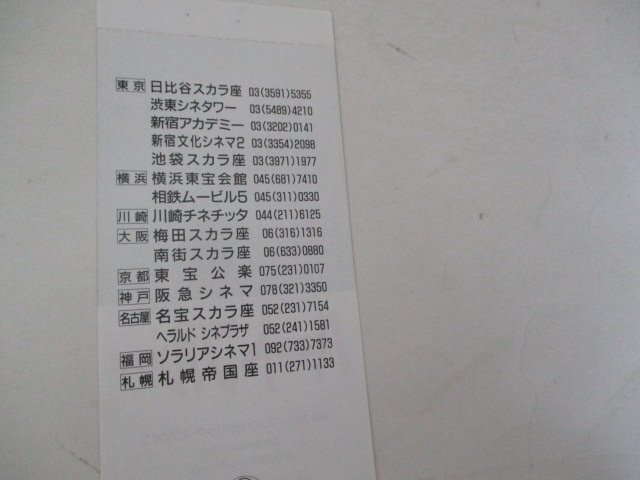 東京 日比谷スカラ座 03(3591)5355
渋東シネタワー 03(5489)4210
新宿アカデミー 03(3202)0141
新宿文化シネマ2 03(3354)2098
池袋スカラ座 03(3971)1977
横浜 横浜東宝会館 045(681)7410
相鉄ムービル5 045(311)0330
川崎 川崎チネチッタ 044(211)6125
大阪 梅田スカラ座 06(316)1316
南街スカラ座 06(633)0880
京都 東宝公楽 075(231)0107
神戸 阪急シネマ 078(321)3350
名古屋 名宝スカラ座 052(231)7154
ヘラルドシネプラザ 052(241)1581
福岡 ソラリアシネマ1 092(733)7373
札幌 札幌帝国座 011(271)1133